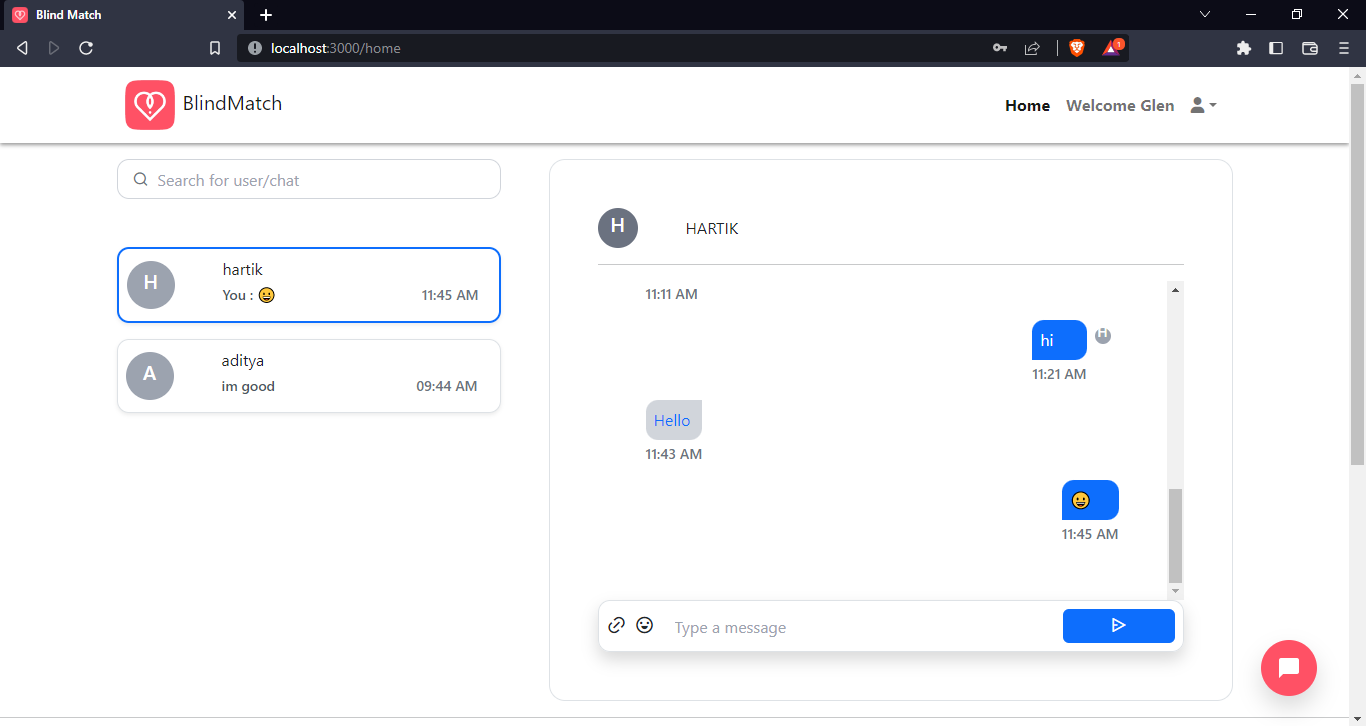 Blind Match
localhost:3000/home
1
BlindMatch
Home
Welcome Glen
Search for user/chat
H
hartik
You : 😀
11:45 AM
A
aditya
im good
09:44 AM
H
HARTIK
11:11 AM
hi
H
11:21 AM
Hello
11:43 AM
😀
11:45 AM
Type a message